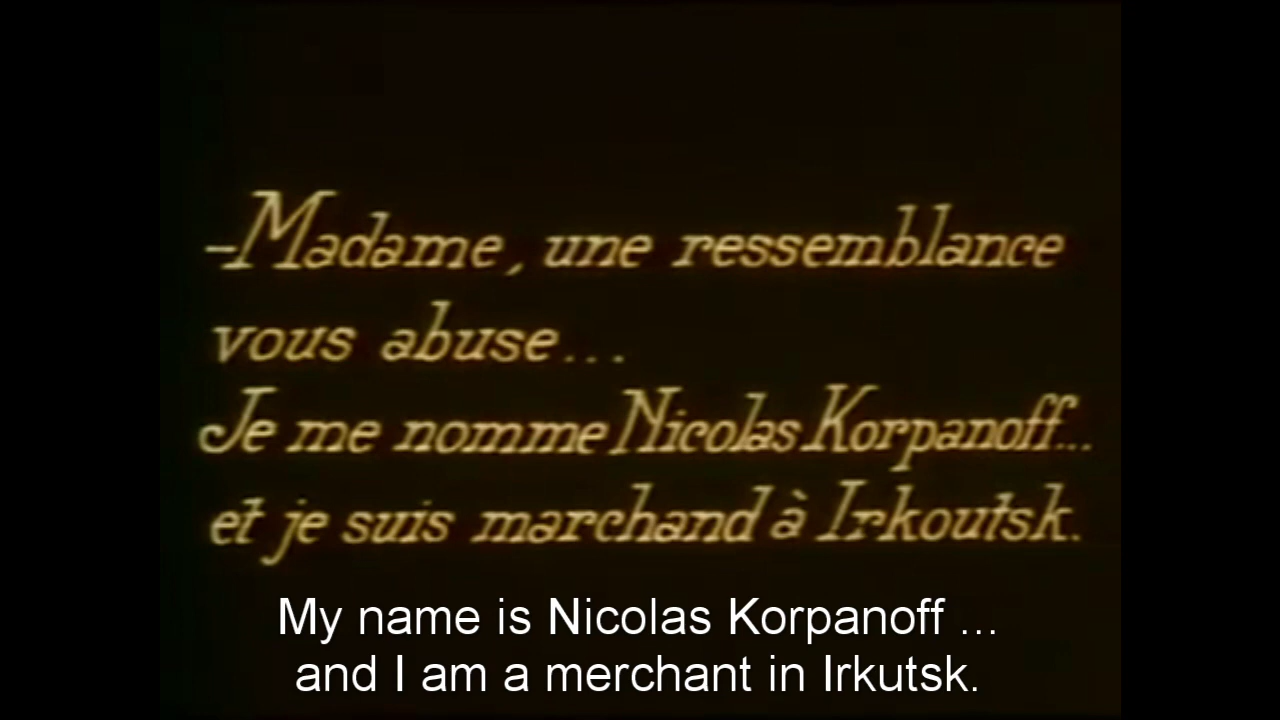 -Madame, une ressemblance
vous abuse...
Je me nomme Nicolas Korpanoff...
et je suis marchand à Irkoutsk.
My name is Nicolas Korpanoff ...
and I am a merchant in Irkutsk.